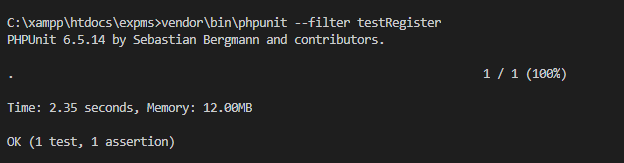 C:\xampp\htdocs\expms>vendor\bin\phpunit --filter testRegister
PHPUnit 6.5.14 by Sebastian Bergmann and contributors.
. 1 / 1 (100%)
Time: 2.35 seconds, Memory: 12.00MB
OK (1 test, 1 assertion)